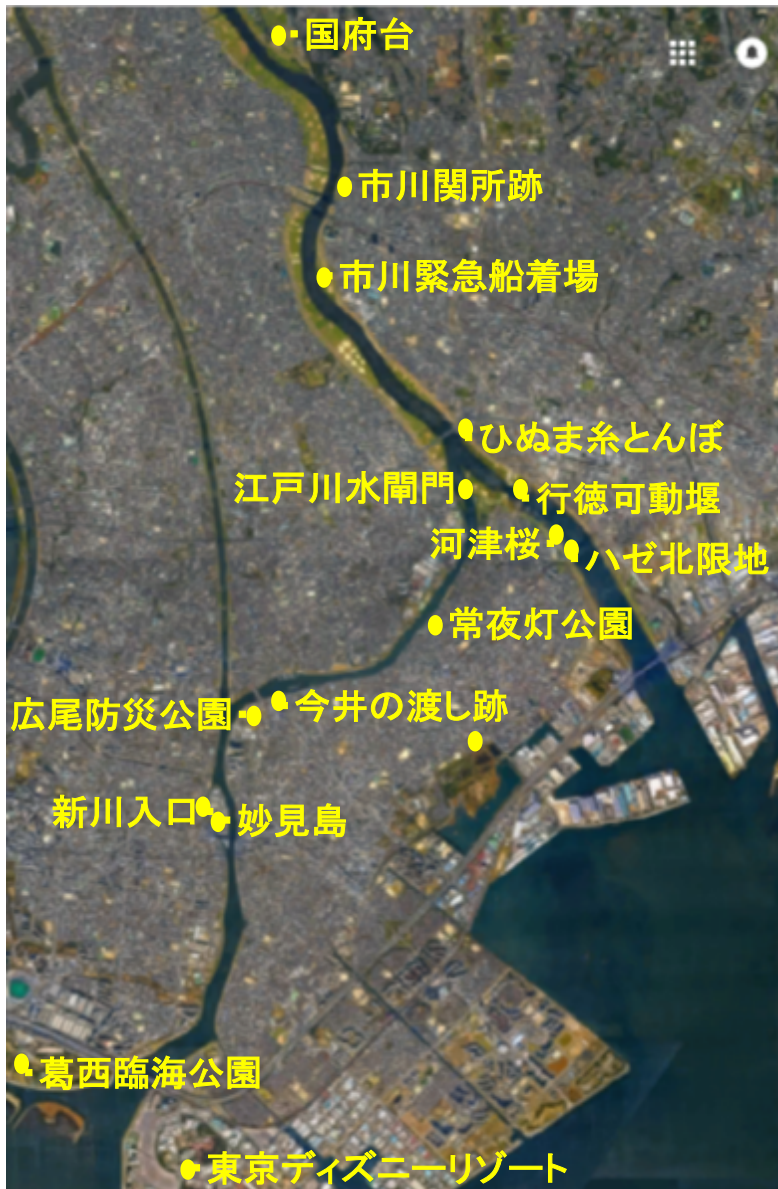 国府台
市川関所跡
市川緊急船着場
ひぬま糸とんぼ
江戸川水閘門
行徳可動堰
河津桜
ハゼ北限地
常夜灯公園
今井の渡し跡
広尾防災公園
新川入口
妙見島
葛西臨海公園
東京ディズニーリゾート